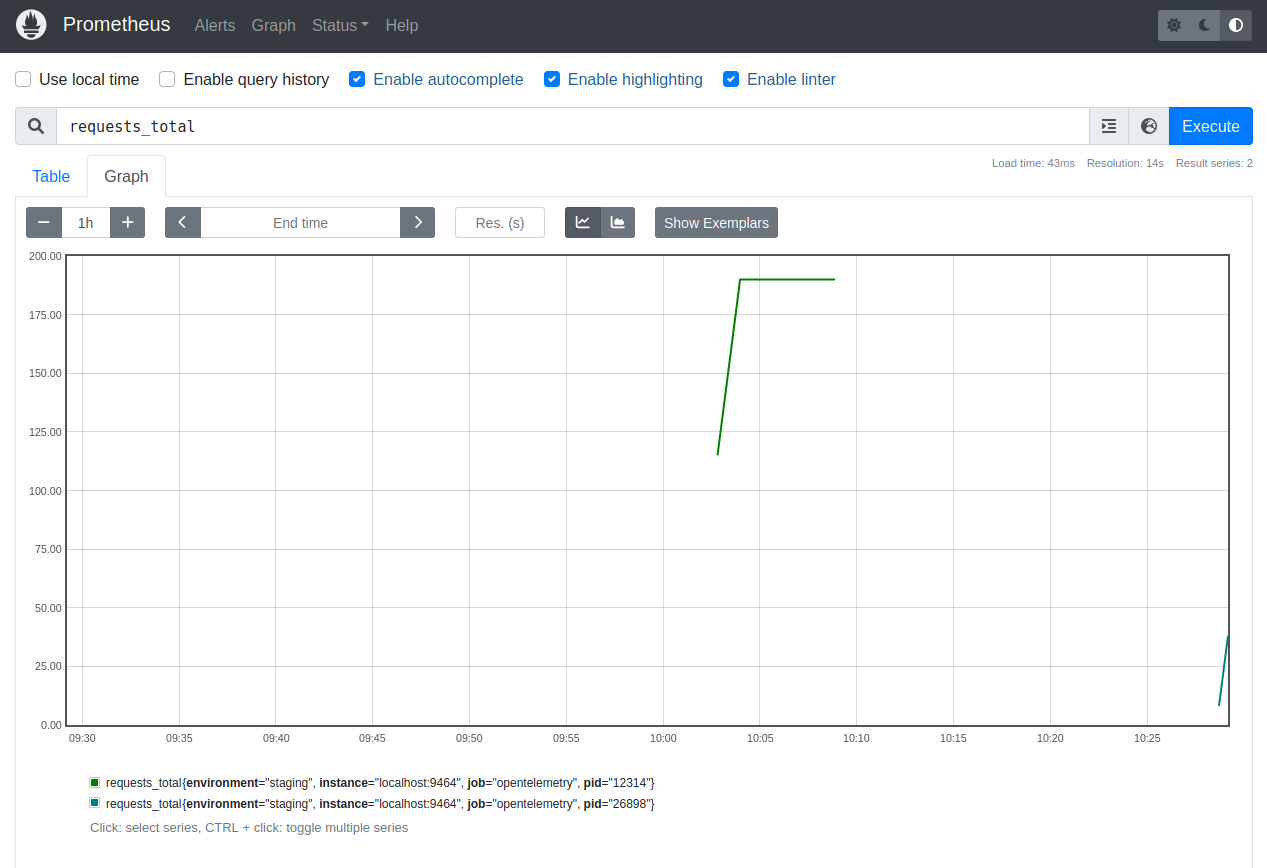 Prometheus Alerts Graph Status Help
Use local time Enable query history Enable autocomplete Enable highlighting Enable linter
requests_total Execute
Load time: 43ms Resolution: 14s Result series: 2
Table Graph
1h End time Res. (s) Show Exemplars
200.00
175.00
150.00
125.00
100.00
75.00
50.00
25.00
0.00
09:30 09:35 09:40 09:45 09:50 09:55 10:00 10:05 10:10 10:15 10:20 10:25
requests_total{environment="staging", instance="localhost:9464", job="opentelemetry", pid="12314"}
requests_total{environment="staging", instance="localhost:9464", job="opentelemetry", pid="26898"}
Click: select series, CTRL + click: toggle multiple series